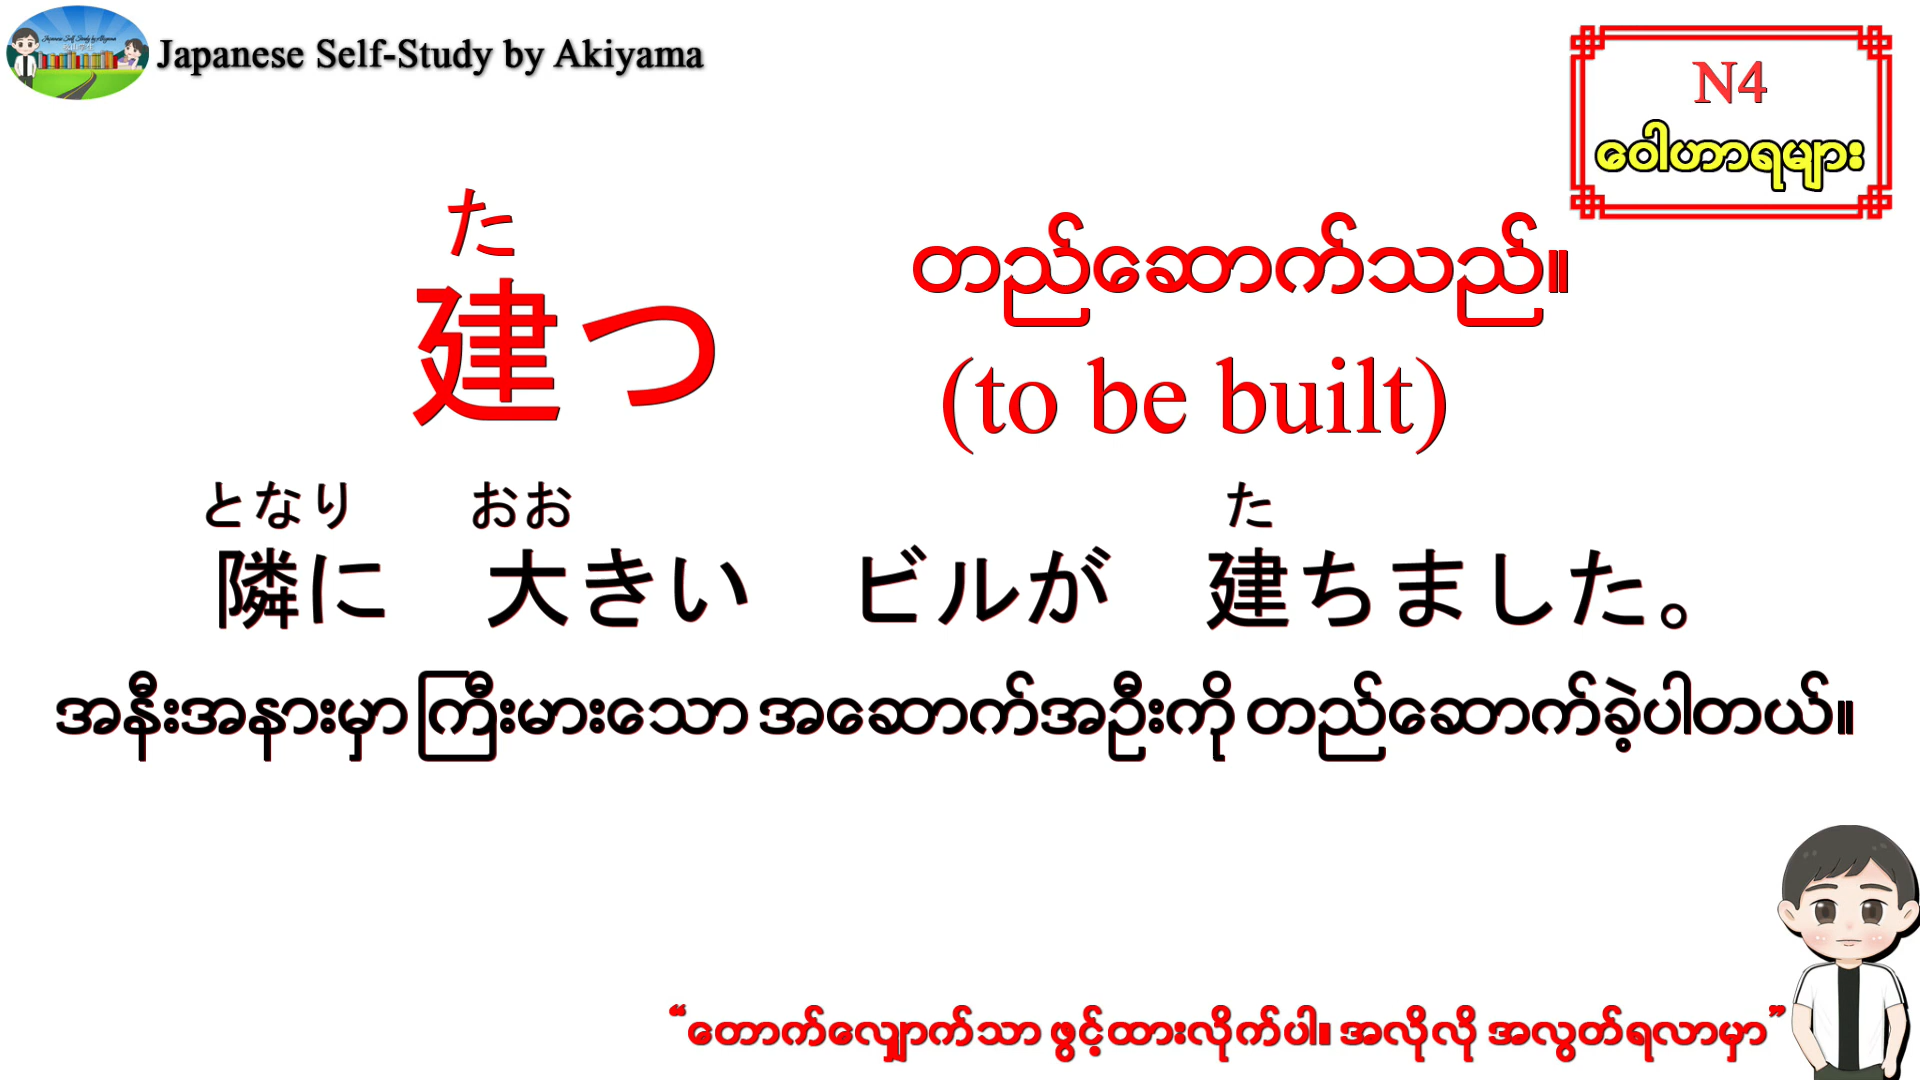 Japanese Self-Study by Akiyama
N4
ဝေါဟာရများ
た
建つ
တည်ဆောက်သည်။
(to be built)
となり おお た
隣に 大きい ビルが 建ちました。
အနီးအနားမှာ ကြီးမားသော အဆောက်အဦးကို တည်ဆောက်ခဲ့ပါတယ်။
“တောက်လျှောက်သာ ဖွင့်ထားလိုက်ပါ။ အလိုလို အလွတ်ရလာမှာ”